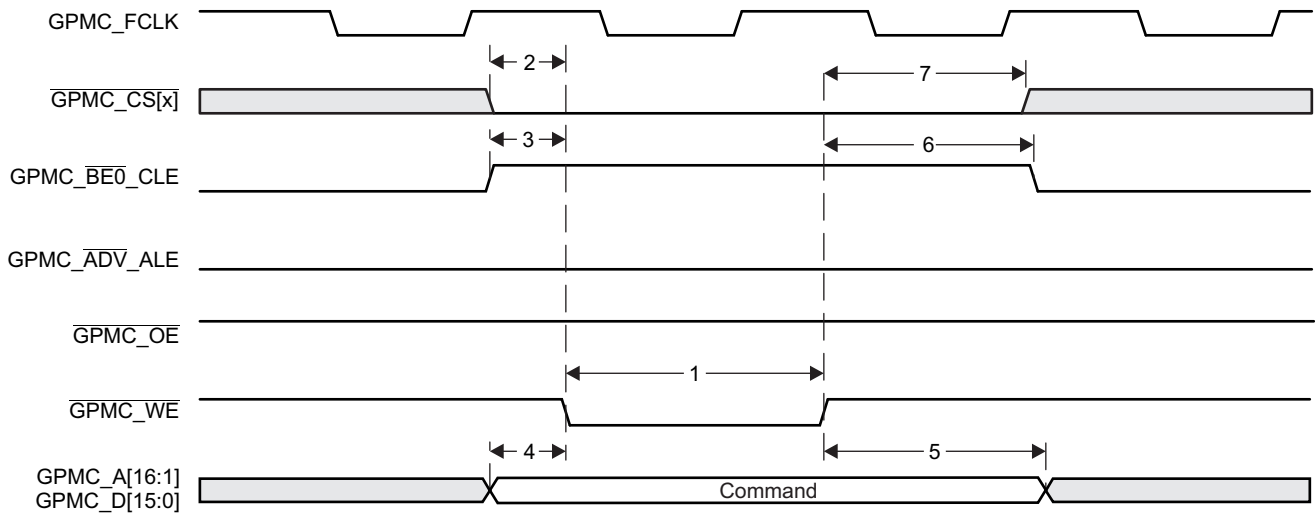 GPMC_FCLK
2
7
GPMC_CS[x]
3
6
GPMC_BE0_CLE
GPMC_ADV_ALE
GPMC_OE
1
GPMC_WE
4
5
GPMC_A[16:1]
GPMC_D[15:0]
Command